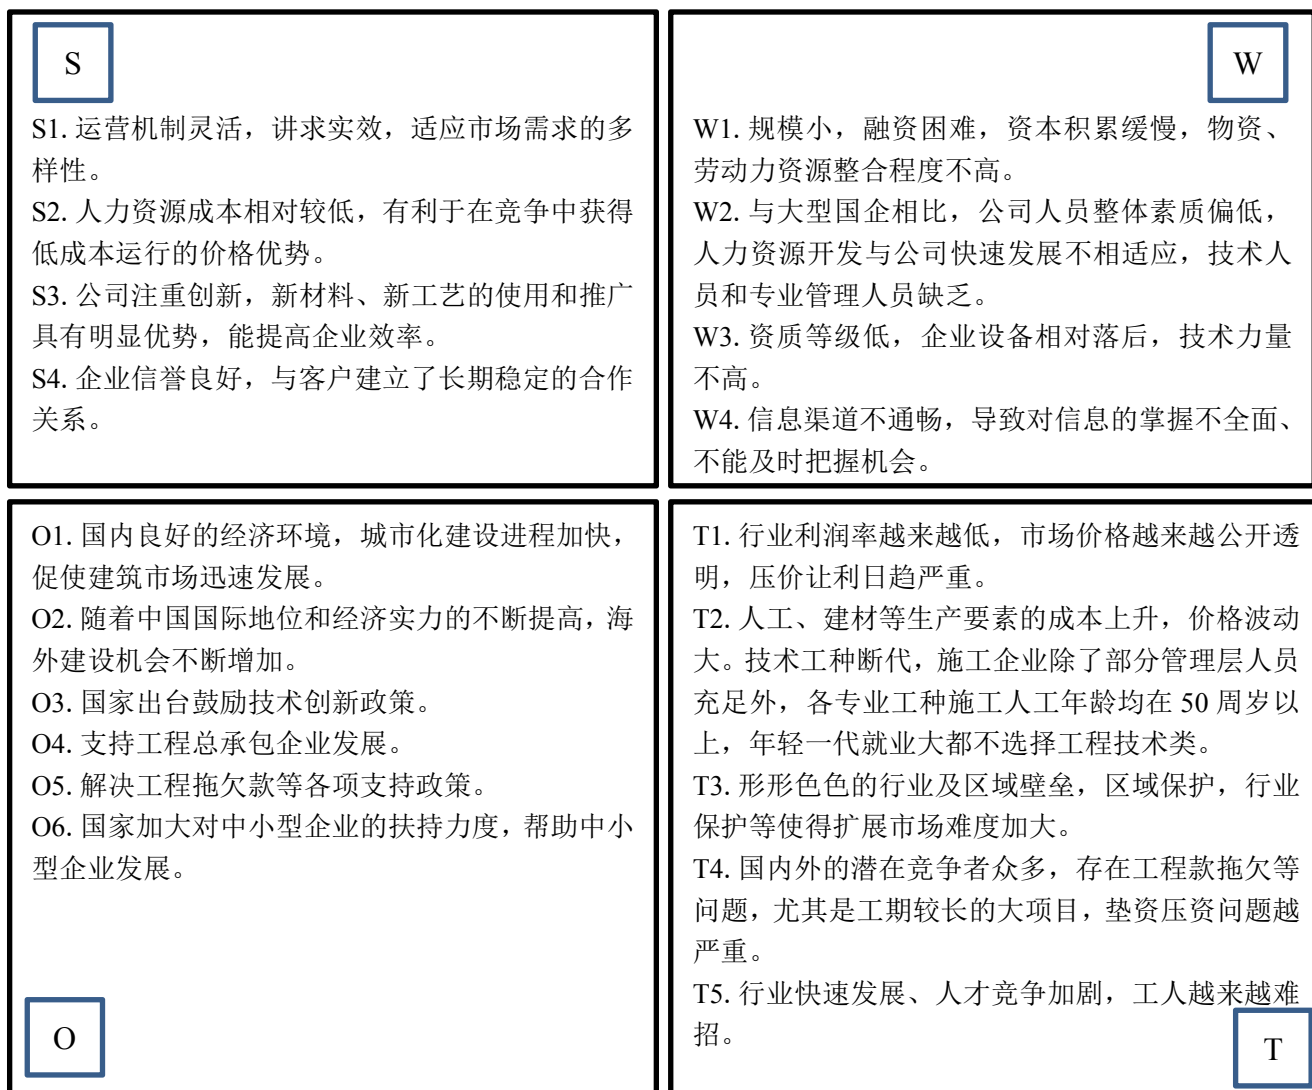 S
S1. 运营机制灵活，讲求实效，适应市场需求的多
样性。
S2. 人力资源成本相对较低，有利于在竞争中获得
低成本运行的价格优势。
S3. 公司注重创新，新材料、新工艺的使用和推广
具有明显优势，能提高企业效率。
S4. 企业信誉良好，与客户建立了长期稳定的合作
关系。
W
W1. 规模小，融资困难，资本积累缓慢，物资、
劳动力资源整合程度不高。
W2. 与大型国企相比，公司人员整体素质偏低，
人力资源开发与公司快速发展不相适应，技术人
员和专业管理人员缺乏。
W3. 资质等级低，企业设备相对落后，技术力量
不高。
W4. 信息渠道不通畅，导致对信息的掌握不全面、
不能及时把握机会。
O1. 国内良好的经济环境，城市化建设进程加快，
促使建筑市场迅速发展。
O2. 随着中国国际地位和经济实力的不断提高，海
外建设机会不断增加。
O3. 国家出台鼓励技术创新政策。
O4. 支持工程总承包企业发展。
O5. 解决工程拖欠款等各项支持政策。
O6. 国家加大对中小型企业的扶持力度，帮助中小
型企业发展。
O
T1. 行业利润率越来越低，市场价格越来越公开透
明，压价让利日趋严重。
T2. 人工、建材等生产要素的成本上升，价格波动
大。技术工种断代，施工企业除了部分管理层人员
充足外，各专业工种施工人工年龄均在 50 周岁以
上，年轻一代就业大都不选择工程技术类。
T3. 形形色色的行业及区域壁垒，区域保护，行业
保护等使得扩展市场难度加大。
T4. 国内外的潜在竞争者众多，存在工程款拖欠等
问题，尤其是工期较长的大项目，垫资压资问题越
严重。
T5. 行业快速发展、人才竞争加剧，工人越来越难
招。
T